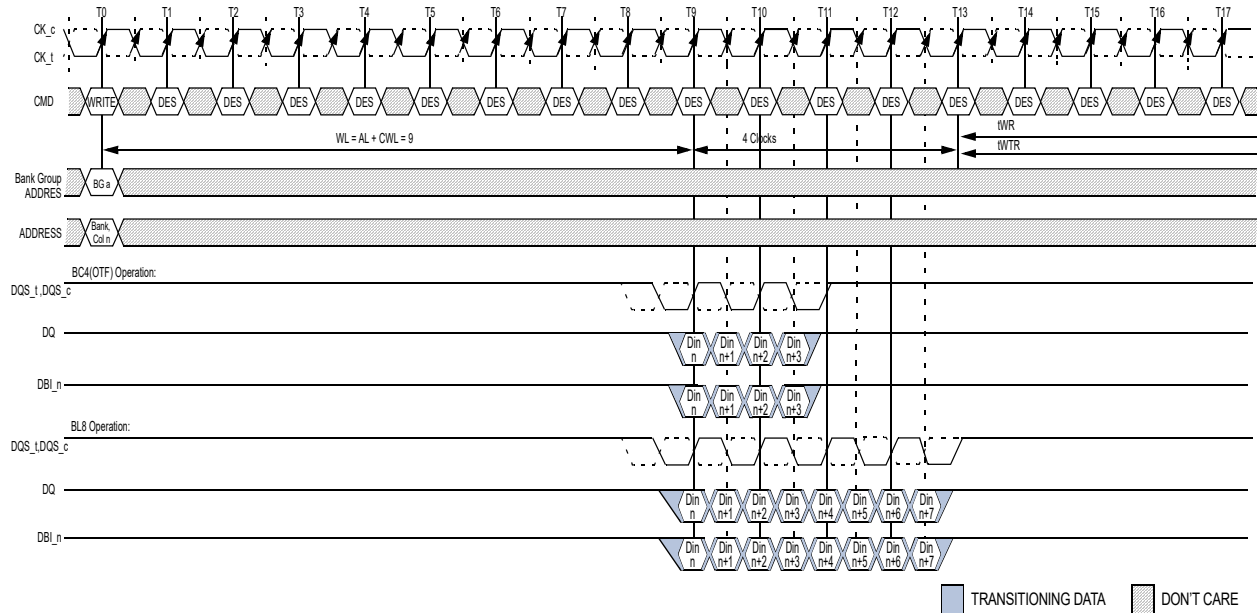 T0 T1 T2 T3 T4 T5 T6 T7 T8 T9 T10 T11 T12 T13 T14 T15 T16 T17
CK_c
CK_t
CMD WRITE DES DES DES DES DES DES DES DES DES DES DES DES DES DES DES DES DES
WL = AL + CWL = 9
4 Clocks
tWR
tWTR
Bank Group
ADDRES
BG a
ADDRESS
Bank,
Col n
BC4(OTF) Operation:
DQS_t ,DQS_c
DQ
Din Din Din Din
n n+1 n+2 n+3
DBI_n
Din Din Din Din
n n+1 n+2 n+3
BL8 Operation:
DQS_t,DQS_c
DQ
Din Din Din Din Din Din Din Din
n n+1 n+2 n+3 n+4 n+5 n+6 n+7
DBI_n
Din Din Din Din Din Din Din Din
n n+1 n+2 n+3 n+4 n+5 n+6 n+7
TRANSITIONING DATA
DON'T CARE